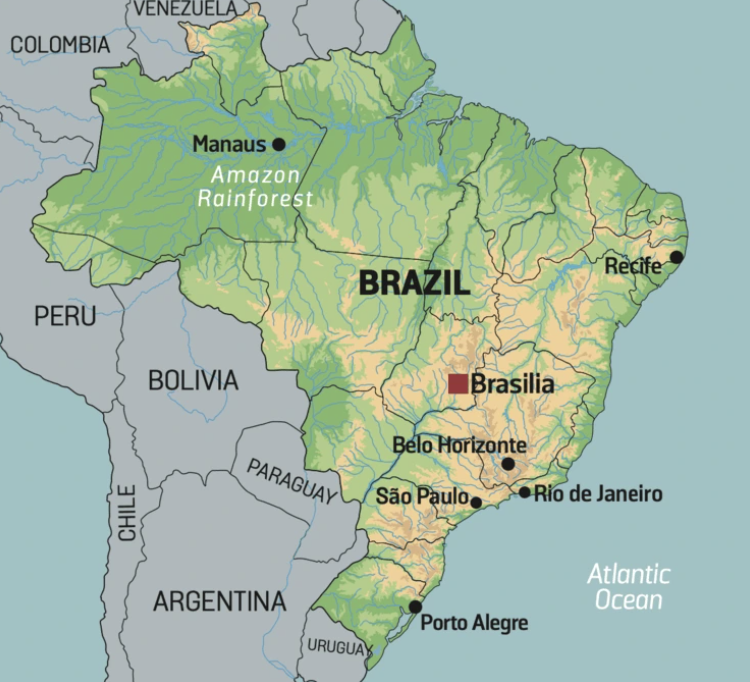 VENEZUELA
COLOMBIA
Manaus
Amazon
Rainforest
BRAZIL
Recife
PERU
BOLIVIA
Brasilia
Belo Horizonte
PARAGUAY
São Paulo
Rio de Janeiro
CHILE
Atlantic
Ocean
ARGENTINA
Porto Alegre
URUGUAY